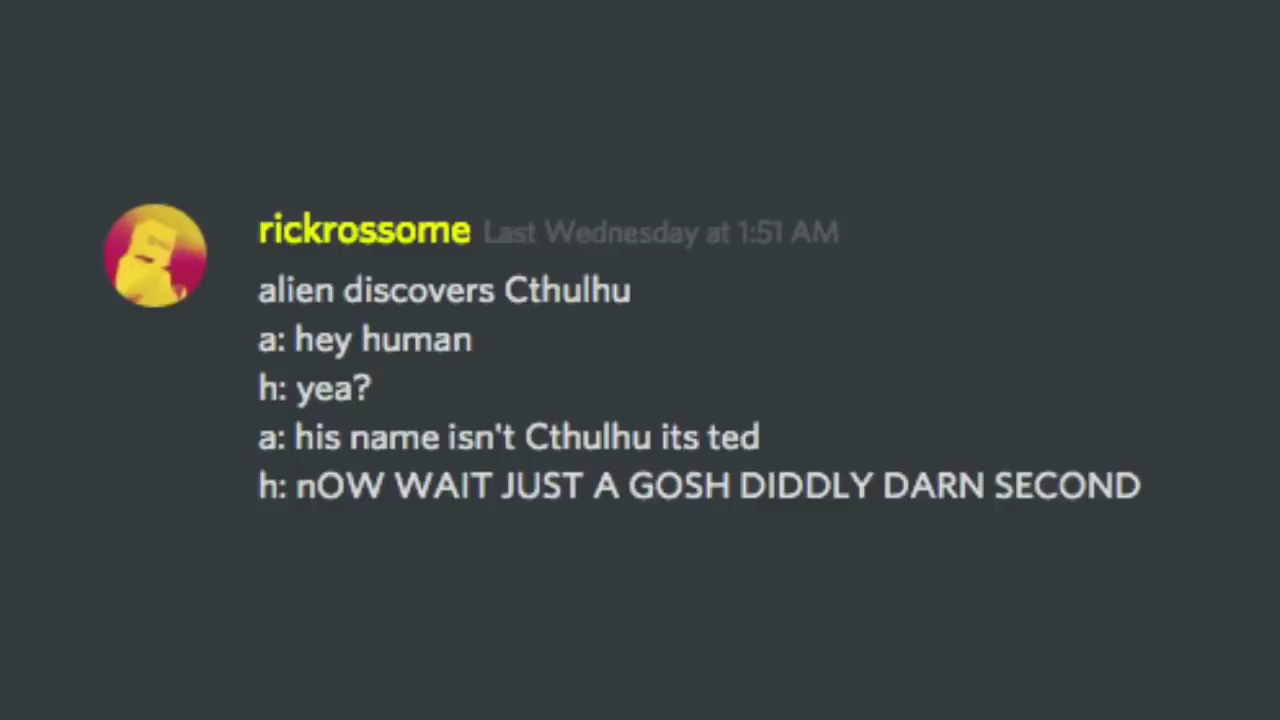 rickrossome Last Wednesday at 1:51 AM
alien discovers Cthulhu
a: hey human
h: yea?
a: his name isn't Cthulhu its ted
h: nOW WAIT JUST A GOSH DIDDLY DARN SECOND